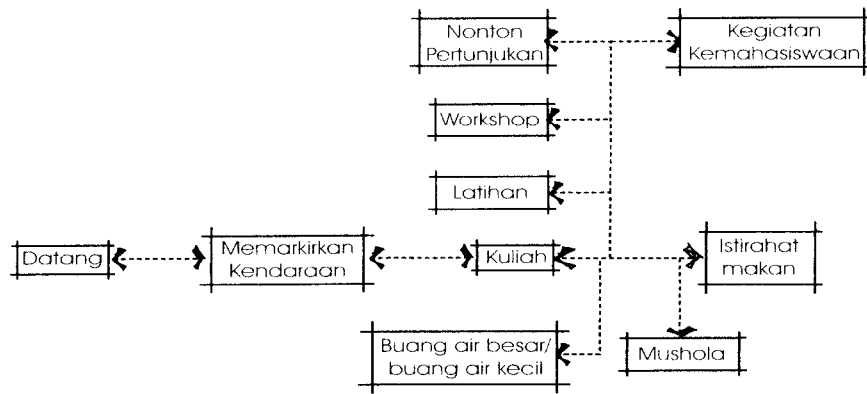 Nonton
Pertunjukan
Kegiatan
Kemahasiswaan
Workshop
Latihan
Datang
Memarkirkan
Kendaraan
Kuliah
Istirahat
makan
Buang air besar/
buang air kecil
Mushola